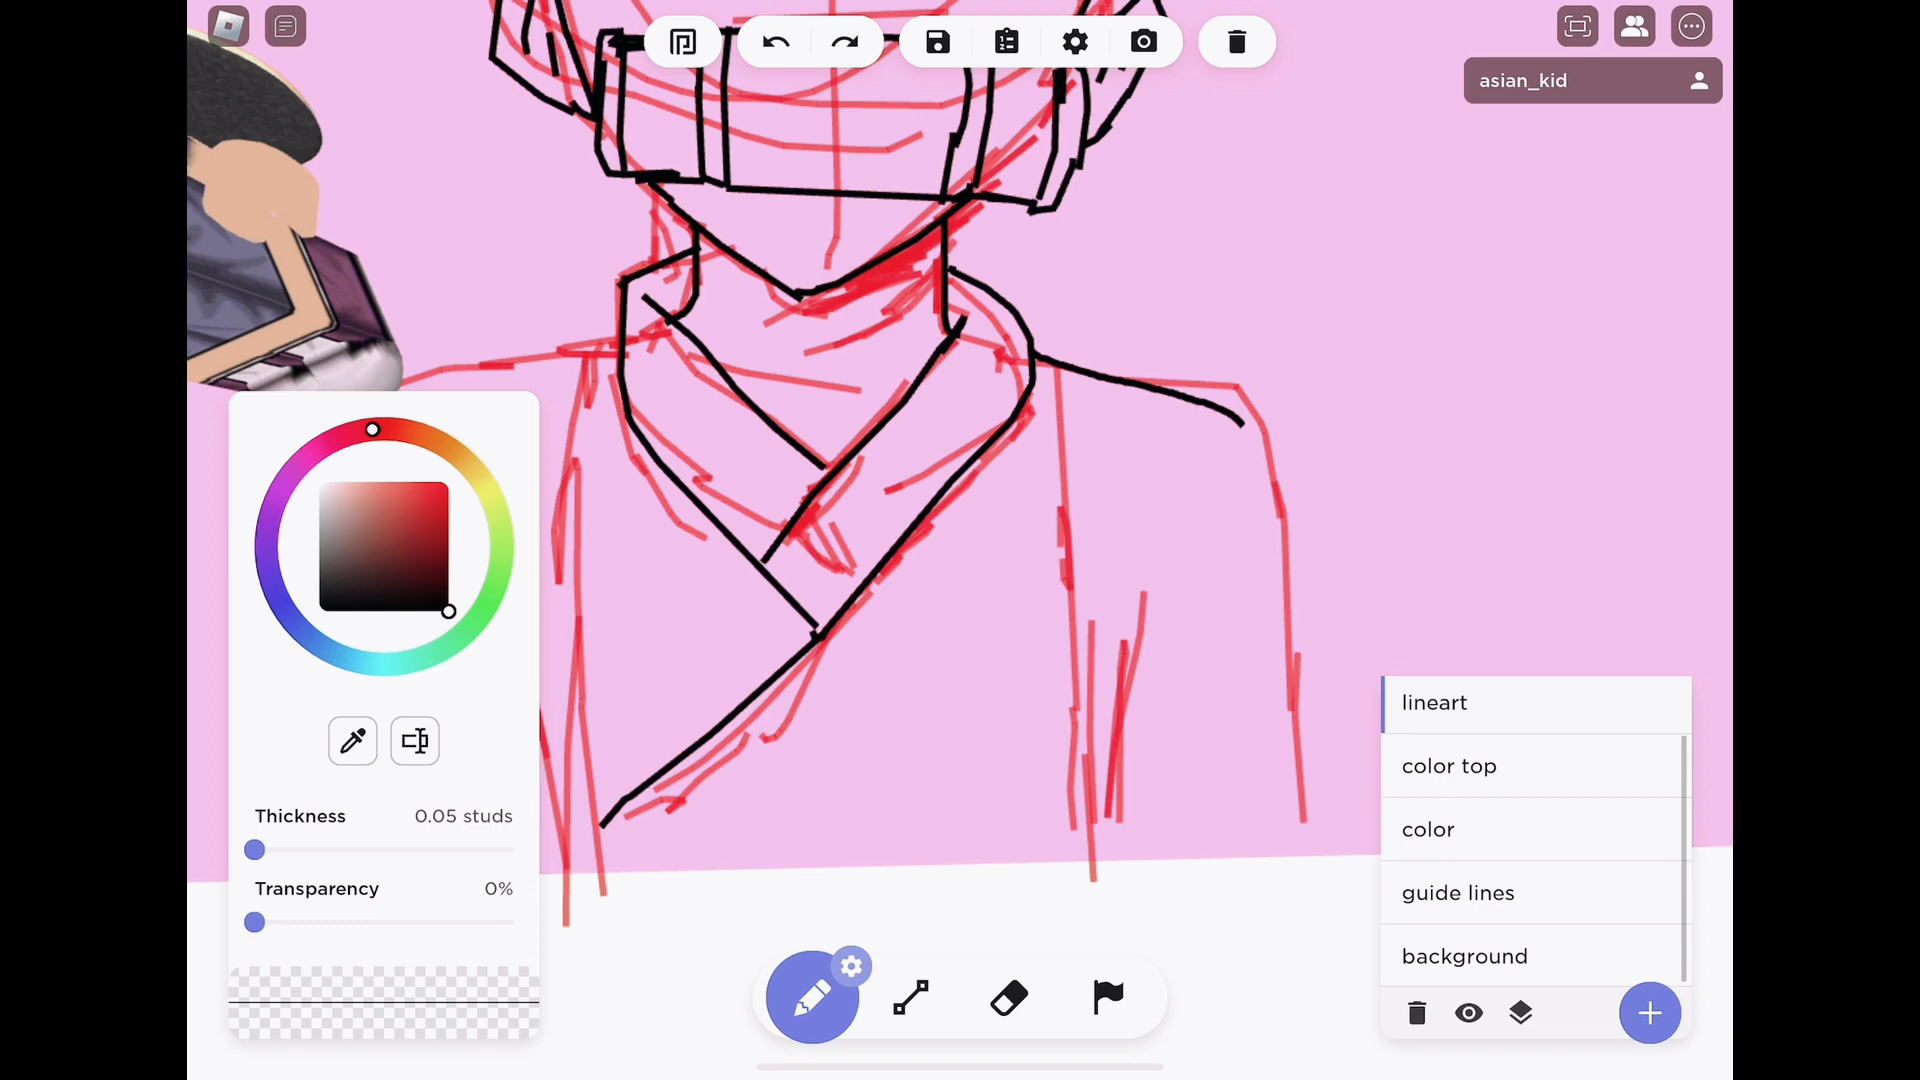 asian_kid
Thickness 0.05 studs
Transparency 0%
lineart
color top
color
guide lines
background